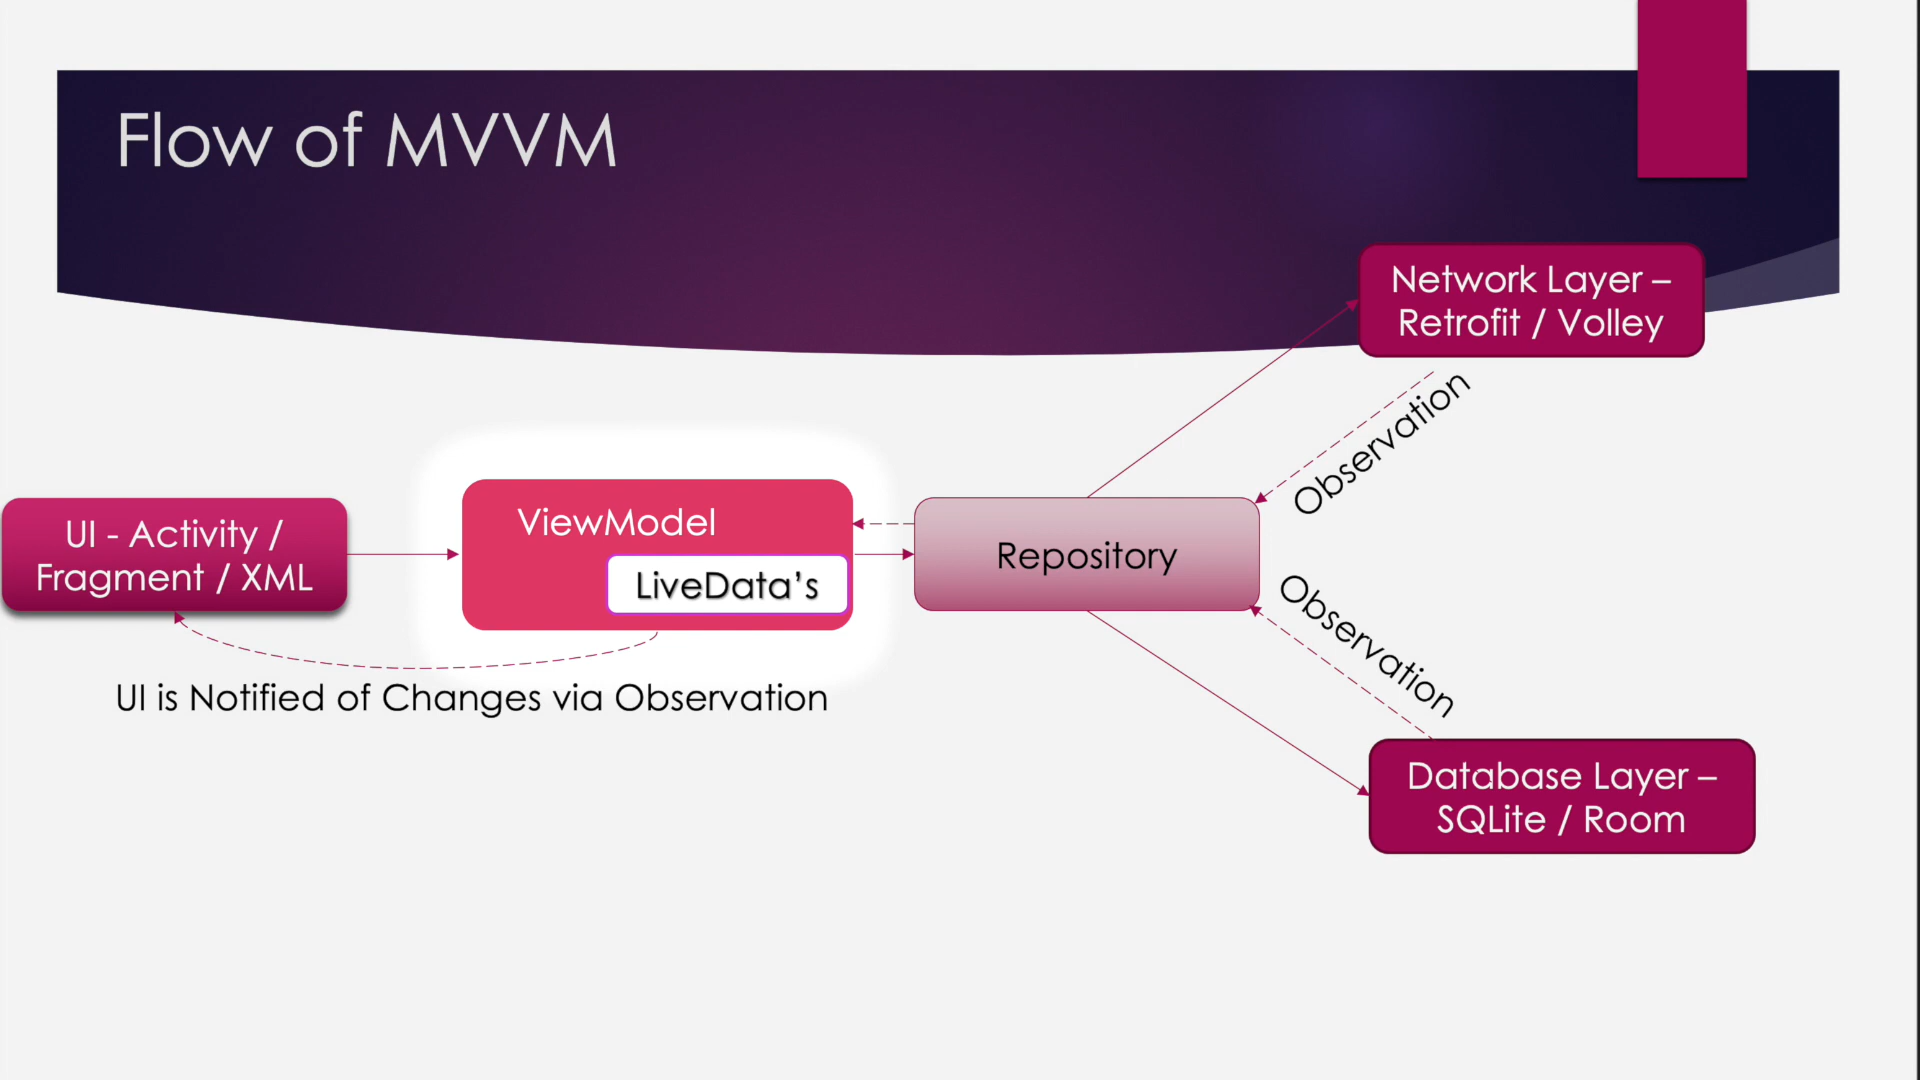 Flow of MVVM
Network Layer –
Retrofit / Volley
Observation
UI - Activity /
Fragment / XML
ViewModel
LiveData’s
Repository
Observation
UI is Notified of Changes via Observation
Database Layer –
SQLite / Room